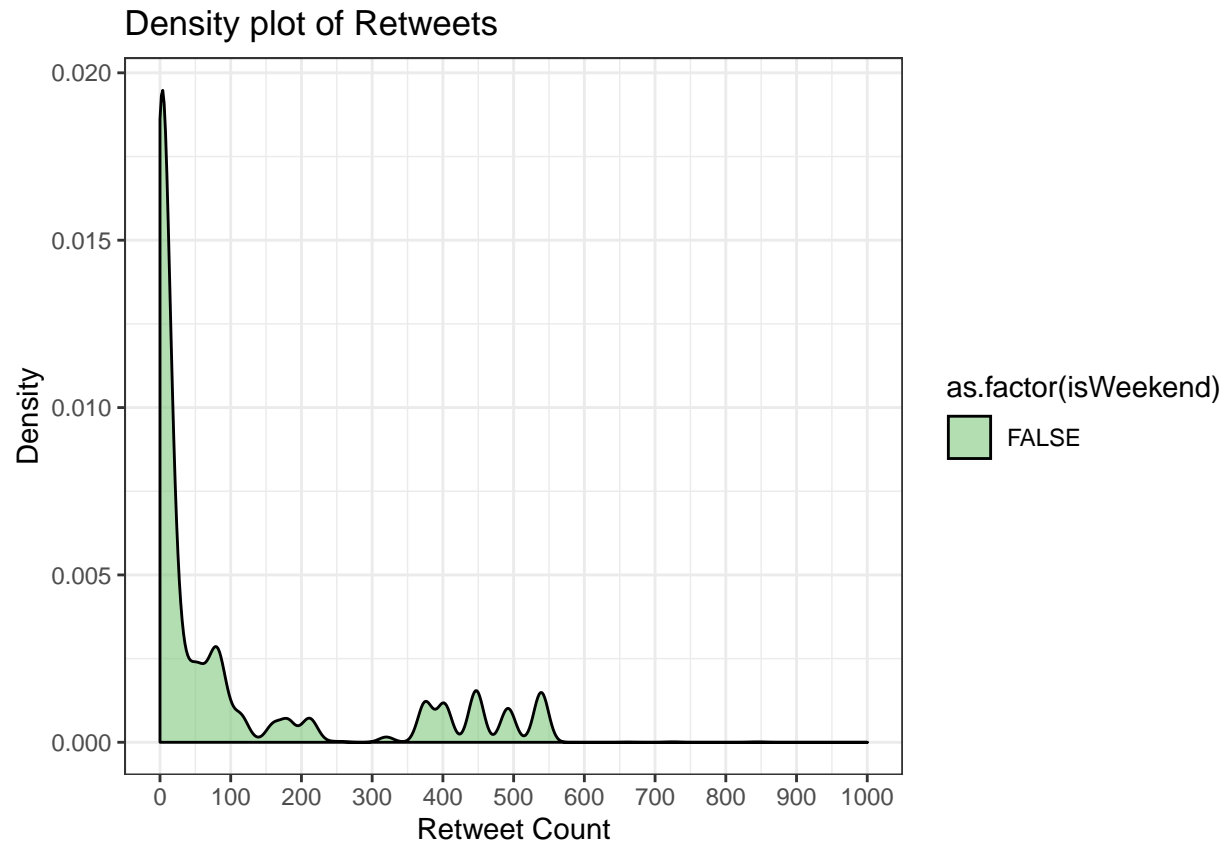 Density plot of Retweets
0.020
0.015
0.010
0.005
0.000
Density
0 100 200 300 400 500 600 700 800 900 1000
Retweet Count
as.factor(isWeekend)
FALSE